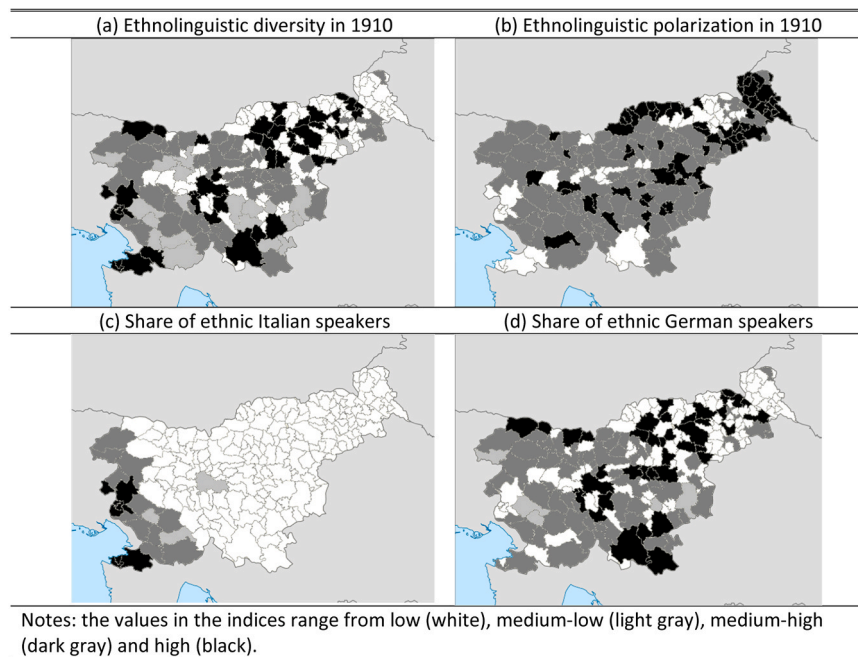 (a) Ethnolinguistic diversity in 1910
(b) Ethnolinguistic polarization in 1910
(c) Share of ethnic Italian speakers
(d) Share of ethnic German speakers
Notes: the values in the indices range from low (white), medium-low (light gray), medium-high
(dark gray) and high (black).